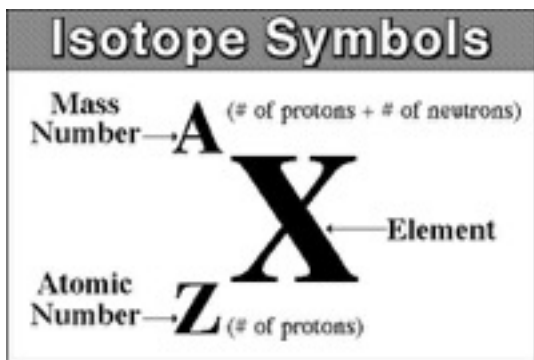 Isotope Symbols
Mass
Number
A (# of protons + # of neutrons)
X
Element
Atomic
Number
Z (# of protons)